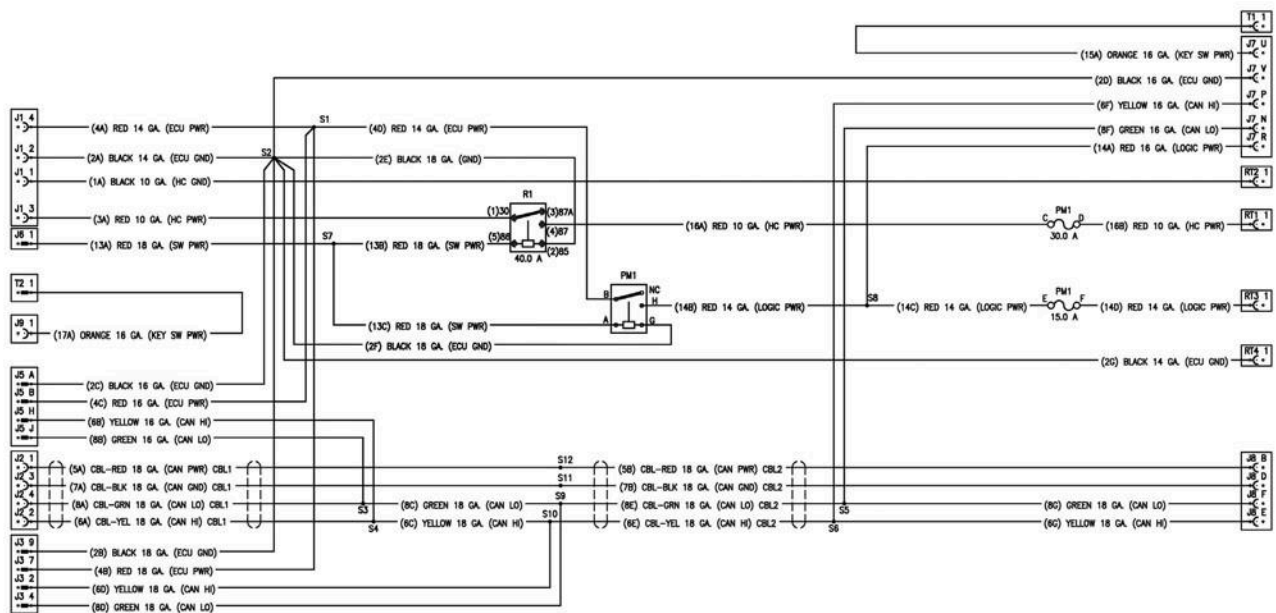 T1 1
J7 U
(15A) ORANGE 16 GA. (KEY SW PWR)
J7 V
(2D) BLACK 16 GA. (ECU GND)
J7 P
(6F) YELLOW 16 GA. (CAN HI)
J7 N
(8F) GREEN 16 GA. (CAN LO)
J7 R
(14A) RED 16 GA. (LOGIC PWR)
J1 4
(4A) RED 14 GA. (ECU PWR)
S1
(4D) RED 14 GA. (ECU PWR)
J1 2
(2A) BLACK 14 GA. (ECU GND)
S2
(2E) BLACK 18 GA. (GND)
J1 1
(1A) BLACK 10 GA. (HC GND)
RT2 1
J1 3
(3A) RED 10 GA. (HC PWR)
R1
(1)30
(3)87A
(4)87
(5)86
(2)85
40.0 A
(16A) RED 10 GA. (HC PWR)
PM1
C
D
30.0 A
(16B) RED 10 GA. (HC PWR)
RT1 1
J6 1
(13A) RED 18 GA. (SW PWR)
S7
(13B) RED 18 GA. (SW PWR)
T2 1
PM1
B
NC
H
A
G
(14B) RED 14 GA. (LOGIC PWR)
S8
(14C) RED 14 GA. (LOGIC PWR)
PM1
E
F
15.0 A
(14D) RED 14 GA. (LOGIC PWR)
RT3 1
J9 1
(17A) ORANGE 16 GA. (KEY SW PWR)
(13C) RED 18 GA. (SW PWR)
(2F) BLACK 18 GA. (ECU GND)
(2G) BLACK 14 GA. (ECU GND)
RT4 1
J5 A
(2C) BLACK 16 GA. (ECU GND)
J5 B
(4C) RED 16 GA. (ECU PWR)
J5 H
(6B) YELLOW 16 GA. (CAN HI)
J5 J
(8B) GREEN 16 GA. (CAN LO)
J2 1
(5A) CBL-RED 18 GA. (CAN PWR) CBL1
S12
(5B) CBL-RED 18 GA. (CAN PWR) CBL2
J8 B
J2 3
(7A) CBL-BLK 18 GA. (CAN GND) CBL1
S11
(7B) CBL-BLK 18 GA. (CAN GND) CBL2
J8 D
J2 4
(8A) CBL-GRN 18 GA. (CAN LO) CBL1
S3
(8C) GREEN 18 GA. (CAN LO)
S9
(8E) CBL-GRN 18 GA. (CAN LO) CBL2
S5
(8G) GREEN 18 GA. (CAN LO)
J8 F
J2 2
(6A) CBL-YEL 18 GA. (CAN HI) CBL1
S4
(6C) YELLOW 18 GA. (CAN HI)
S10
(6E) CBL-YEL 18 GA. (CAN HI) CBL2
S6
(6G) YELLOW 18 GA. (CAN HI)
J8 E
J3 9
(2B) BLACK 18 GA. (ECU GND)
J3 7
(4B) RED 18 GA. (ECU PWR)
J3 2
(6D) YELLOW 18 GA. (CAN HI)
J3 4
(8D) GREEN 18 GA. (CAN LO)